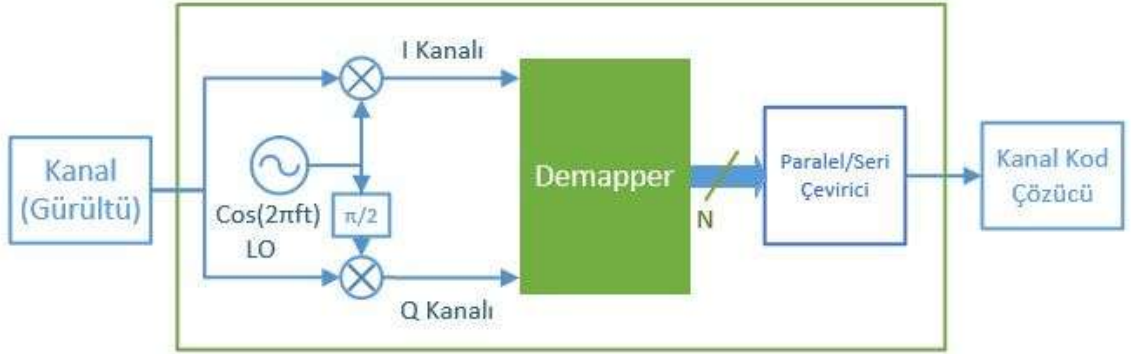 I Kanalı
Kanal
(Gürültü)
Cos(2πft)
LO
π/2
Q Kanalı
Demapper
N
Paralel/Seri
Çevirici
Kanal Kod
Çözücü